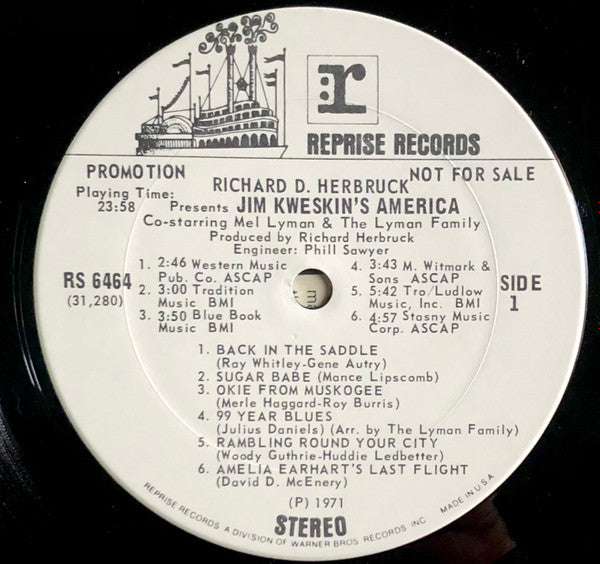 r
REPRISE RECORDS
PROMOTION
NOT FOR SALE
Playing Time:
23:58
RICHARD D. HERBRUCK
Presents JIM KWESKIN'S AMERICA
Co-starring Mel Lyman & The Lyman Family
Produced by Richard Herbruck
Engineer: Phill Sawyer
RS 6464
(31,280)
1. 2:46 Western Music
Pub. Co. ASCAP
2. 3:00 Tradition
Music BMI
3. 3:50 Blue Book
Music BMI
4. 3:43 M. Witmark &
Sons ASCAP
5. 5:42 Tro/Ludlow
Music, Inc. BMI
6. 4:57 Stasny Music
Corp. ASCAP
SIDE
1
1. BACK IN THE SADDLE
(Ray Whitley-Gene Autry)
2. SUGAR BABE (Mance Lipscomb)
3. OKIE FROM MUSKOGEE
(Merle Haggard-Roy Burris)
4. 99 YEAR BLUES
(Julius Daniels) (Arr. by The Lyman Family)
5. RAMBLING ROUND YOUR CITY
(Woody Guthrie-Huddie Ledbetter)
6. AMELIA EARHART'S LAST FLIGHT
(David D. McEnery)
(P) 1971
STEREO
REPRISE RECORDS A DIVISION OF WARNER BROS. RECORDS INC. MADE IN U.S.A.